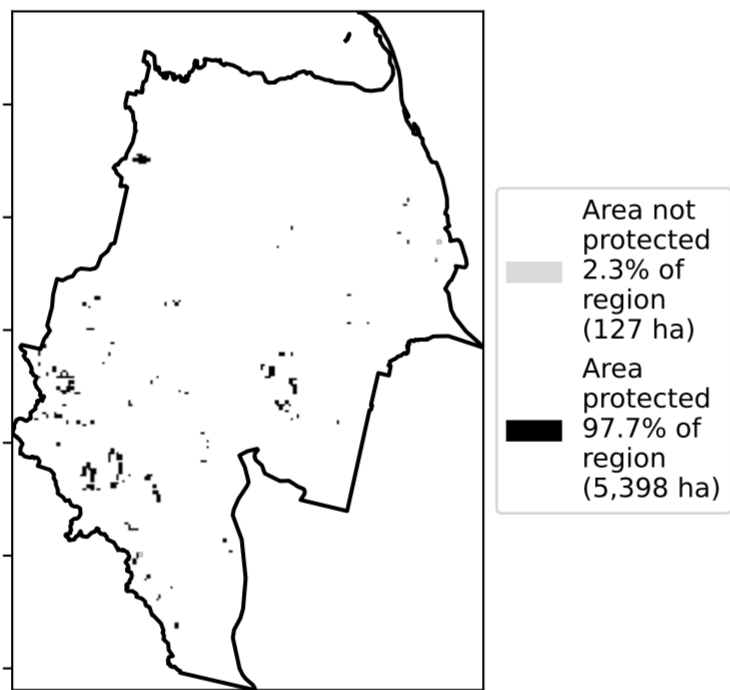 Area not
protected
2.3% of
region
(127 ha)
Area
protected
97.7% of
region
(5,398 ha)